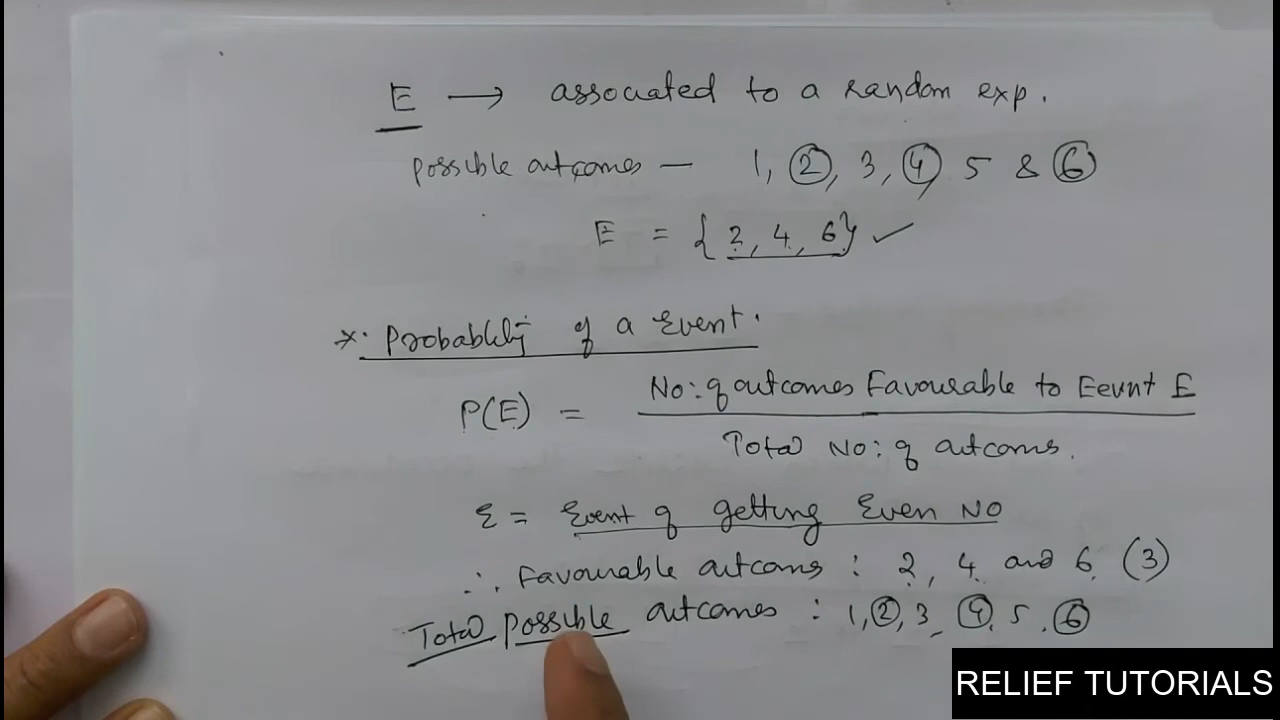 E → associated to a random exp.
possible outcomes — 1, 2, 3, 4, 5 & 6
E = {2, 4, 6} ✓
*. Probability of a Event.
P(E) = No: of outcomes Favourable to Eevnt E
Total No: of outcoms.
E = Event of getting Even No
∴ Favourable outcoms : 2, 4 and 6 (3)
Total possible outcomes : 1, 2, 3, 4, 5, 6
RELIEF TUTORIALS